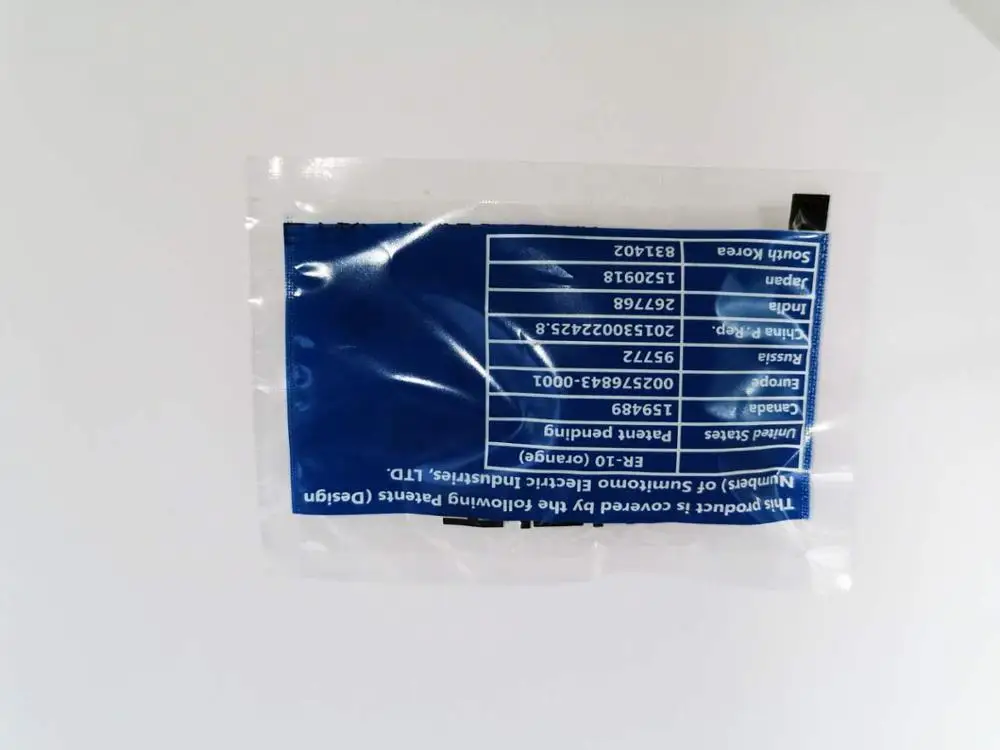 This product is covered by the following Patents (Design
Numbers) of Sumitomo Electric Industries, LTD.
ER-10 (orange)
United States Patent pending
Canada 159489
Europe 002576843-0001
Russia 95772
China P. Rep. 201530022425.8
India 267768
Japan 1520918
South Korea 831402